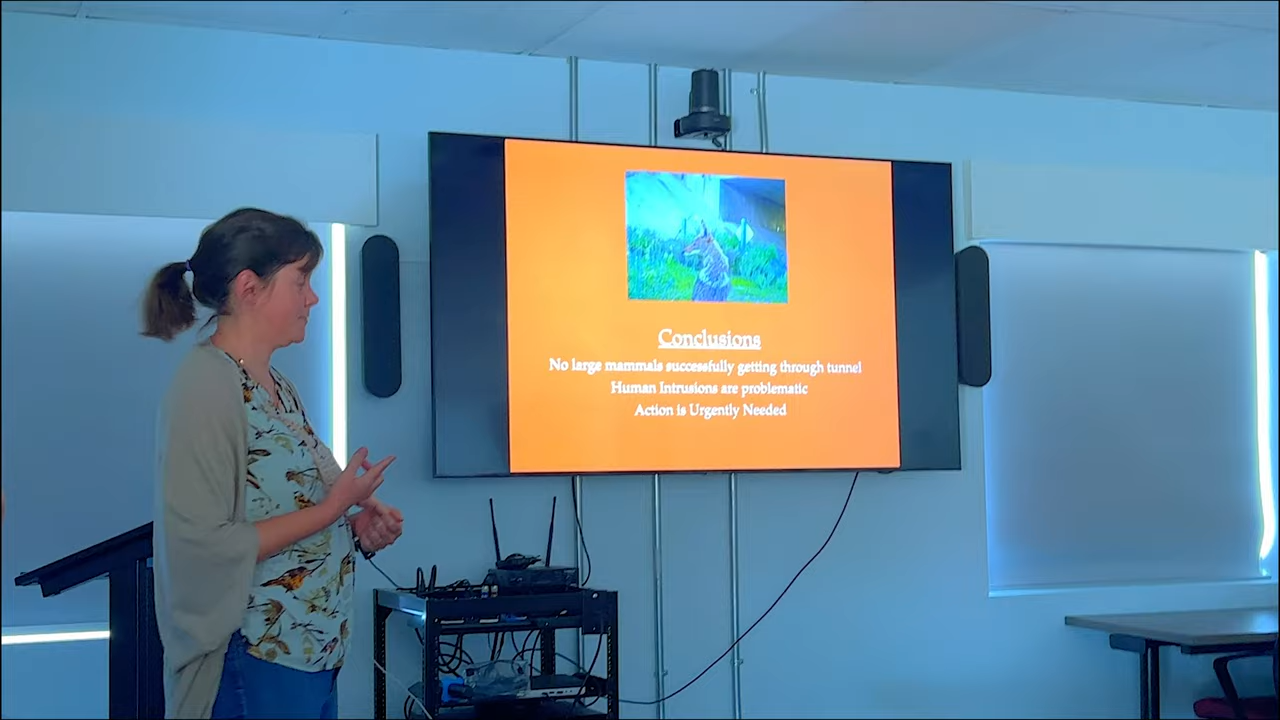 Conclusions
No large mammals successfully getting through tunnel
Human Intrusions are problematic
Action is Urgently Needed